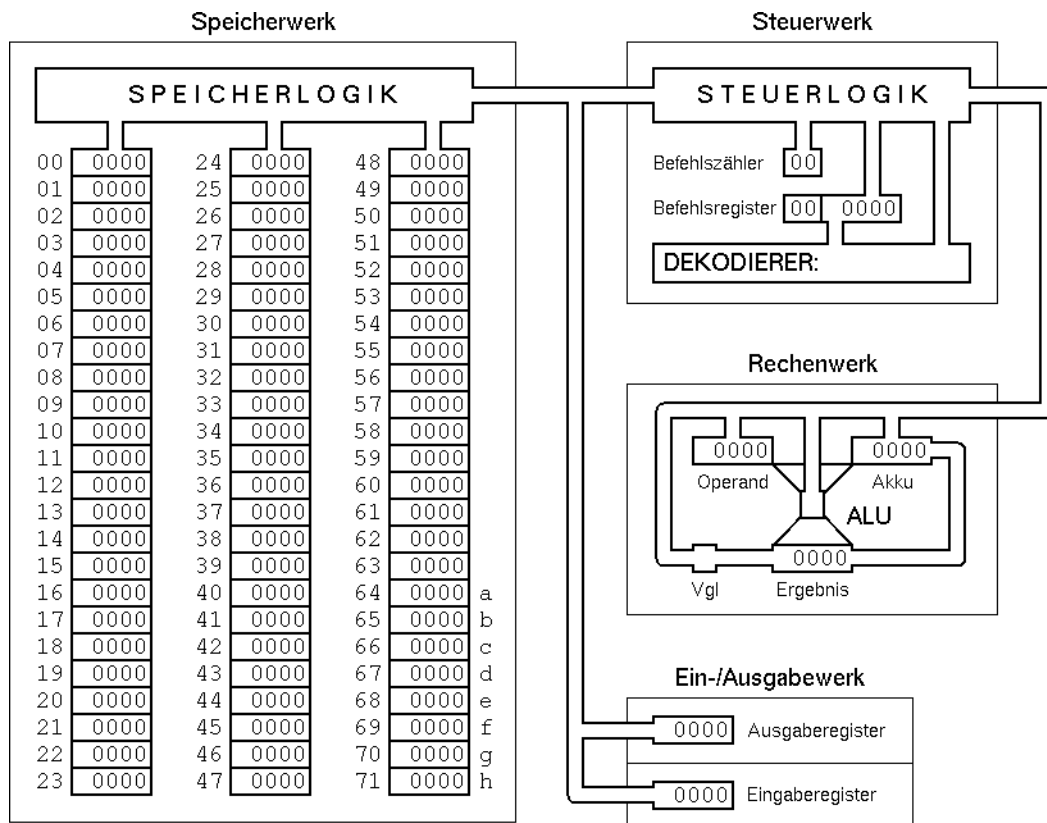 Speicherwerk
SPEICHERLOGIK
00 0000 24 0000 48 0000
01 0000 25 0000 49 0000
02 0000 26 0000 50 0000
03 0000 27 0000 51 0000
04 0000 28 0000 52 0000
05 0000 29 0000 53 0000
06 0000 30 0000 54 0000
07 0000 31 0000 55 0000
08 0000 32 0000 56 0000
09 0000 33 0000 57 0000
10 0000 34 0000 58 0000
11 0000 35 0000 59 0000
12 0000 36 0000 60 0000
13 0000 37 0000 61 0000
14 0000 38 0000 62 0000
15 0000 39 0000 63 0000
16 0000 40 0000 64 0000 a
17 0000 41 0000 65 0000 b
18 0000 42 0000 66 0000 c
19 0000 43 0000 67 0000 d
20 0000 44 0000 68 0000 e
21 0000 45 0000 69 0000 f
22 0000 46 0000 70 0000 g
23 0000 47 0000 71 0000 h
Steuerwerk
STEUERLOGIK
Befehlszähler 00
Befehlsregister 00 0000
DEKODIERER:
Rechenwerk
0000 0000
Operand Akku
ALU
0000
Vgl Ergebnis
Ein-/Ausgabewerk
0000 Ausgaberegister
0000 Eingaberegister